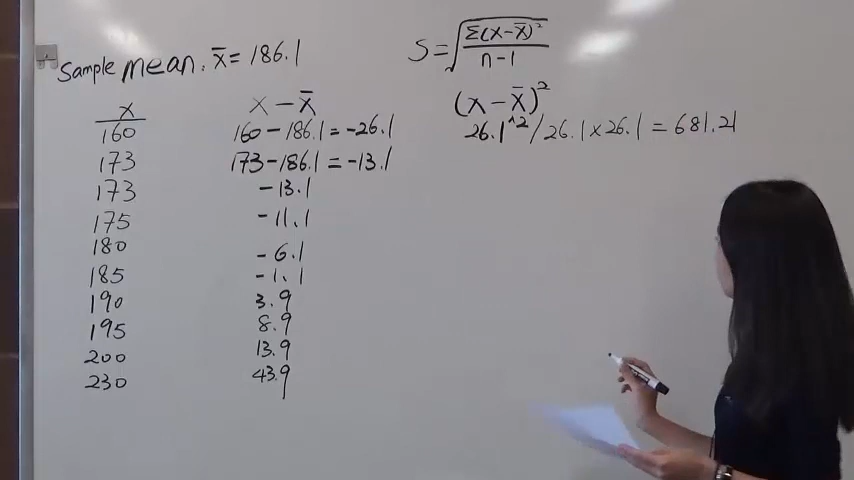 Sample mean. x̄ = 186.1
S = √(Σ(x-x̄)²/(n-1))
x
x - x̄
(x - x̄)²
160
160 - 186.1 = -26.1
26.1^2 / 26.1 x 26.1 = 681.21
173
173 - 186.1 = -13.1
173
-13.1
175
-11.1
180
-6.1
185
-1.1
190
3.9
195
8.9
200
13.9
230
43.9